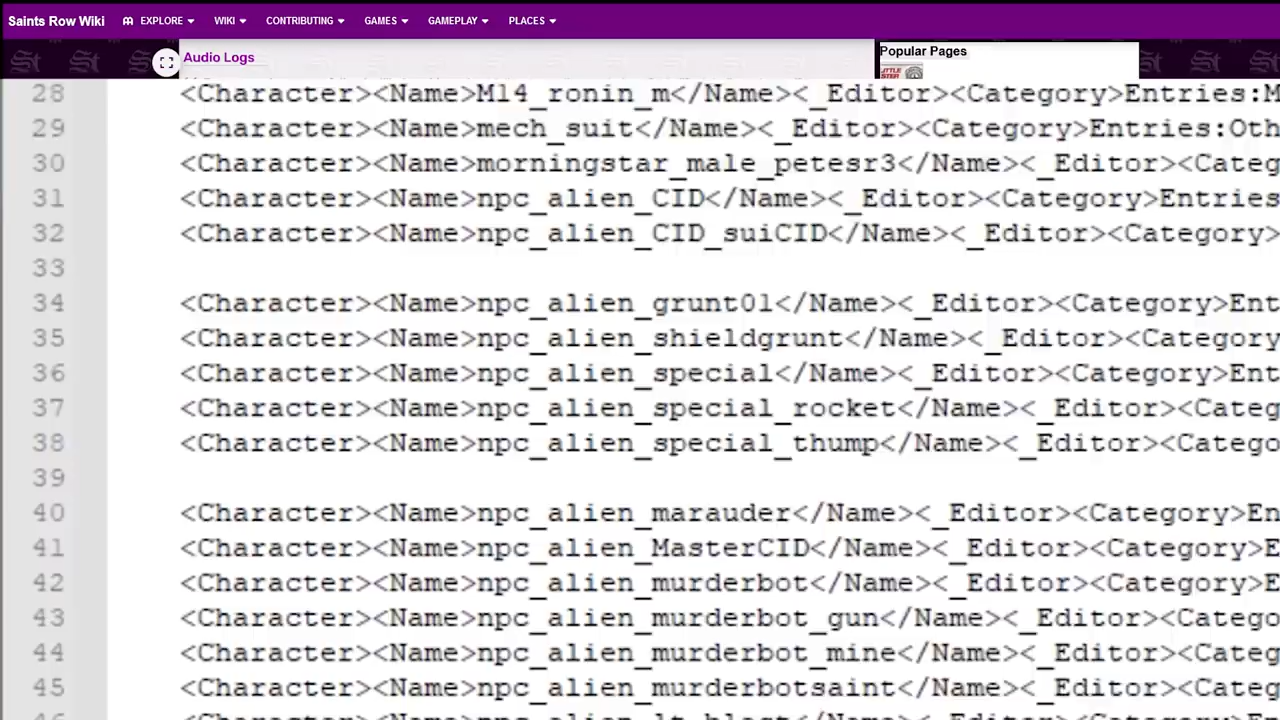 Saints Row Wiki EXPLORE WIKI CONTRIBUTING GAMES GAMEPLAY PLACES
Audio Logs
Popular Pages
28 <Character><Name>M14_ronin_m</Name><_Editor><Category>Entries:M
29 <Character><Name>mech_suit</Name><_Editor><Category>Entries:Oth
30 <Character><Name>morningstar_male_petesr3</Name><_Editor><Categ
31 <Character><Name>npc_alien_CID</Name><_Editor><Category>Entries
32 <Character><Name>npc_alien_CID_suiCID</Name><_Editor><Category>
33
34 <Character><Name>npc_alien_grunt01</Name><_Editor><Category>Ent
35 <Character><Name>npc_alien_shieldgrunt</Name><_Editor><Category
36 <Character><Name>npc_alien_special</Name><_Editor><Category>Ent
37 <Character><Name>npc_alien_special_rocket</Name><_Editor><Categ
38 <Character><Name>npc_alien_special_thump</Name><_Editor><Catego
39
40 <Character><Name>npc_alien_marauder</Name><_Editor><Category>En
41 <Character><Name>npc_alien_MasterCID</Name><_Editor><Category>E
42 <Character><Name>npc_alien_murderbot</Name><_Editor><Category>E
43 <Character><Name>npc_alien_murderbot_gun</Name><_Editor><Catego
44 <Character><Name>npc_alien_murderbot_mine</Name><_Editor><Categ
45 <Character><Name>npc_alien_murderbotsaint</Name><_Editor><Categ